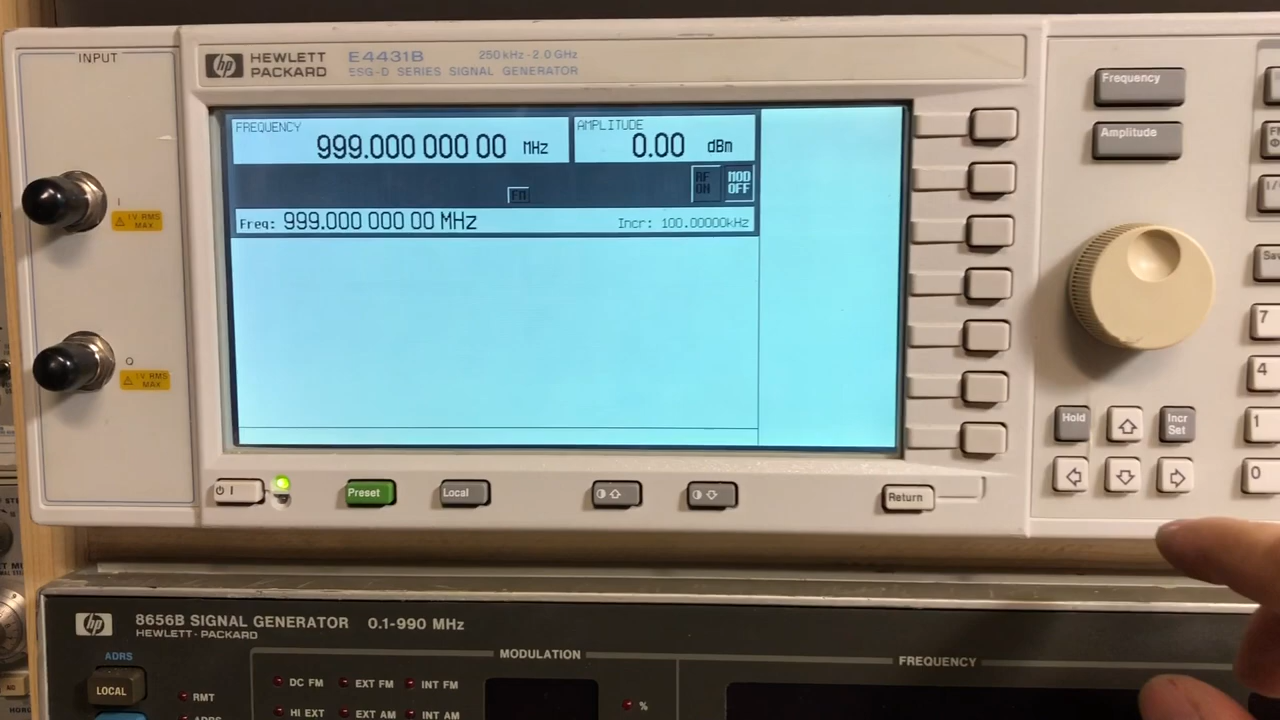 INPUT
hp HEWLETT PACKARD
E4431B 250 kHz - 2.0 GHz
ESG-D SERIES SIGNAL GENERATOR
Frequency
Amplitude
FREQUENCY
999.000 000 00 MHz
AMPLITUDE
0.00 dBm
RF ON
MOD OFF
FM
Freq: 999.000 000 00 MHz
Incr: 100.00000kHz
I
1V RMS MAX
Q
1V RMS MAX
7
4
1
0
Hold
Incr Set
Preset
Local
Return
hp 8656B SIGNAL GENERATOR 0.1-990 MHz
HEWLETT-PACKARD
ADRS
LOCAL
RMT
MODULATION
DC FM
EXT FM
INT FM
HI EXT
EXT AM
INT AM
%
FREQUENCY